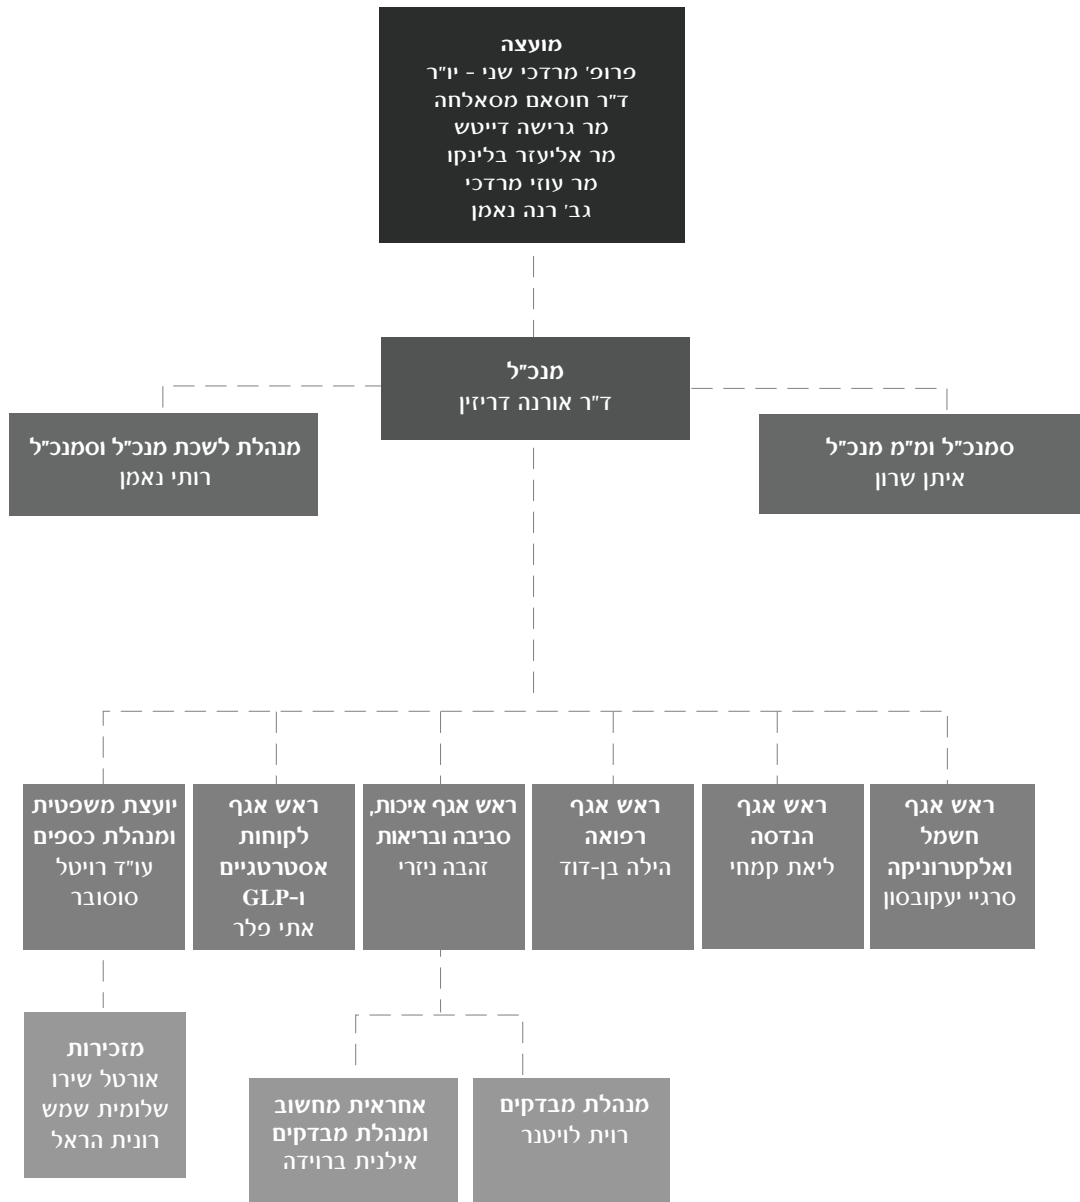 מועצה
פרופ' מרדכי שני - יו"ר
ד"ר חוסאם מסאלחה
מר גרישה דייטש
מר אליעזר בלינקו
מר עוזי מרדכי
גב' רנה נאמן
מנכ"ל
ד"ר אורנה דריזין
סמנכ"ל ומ"מ מנכ"ל
איתן שרון
מנהלת לשכת מנכ"ל וסמנכ"ל
רותי נאמן
ראש אגף
חשמל
ואלקטרוניקה
סרגיי יעקובסון
ראש אגף
הנדסה
ליאת קמחי
ראש אגף
רפואה
הילה בן-דוד
ראש אגף איכות,
סביבה ובריאות
זהבה ניזרי
ראש אגף
לקוחות
אסטרטגיים
ו-GLP
אתי פלר
יועצת משפטית
ומנהלת כספים
עו"ד רויטל
סוסובר
מנהלת מבדקים
רוית לויטנר
אחראית מחשוב
ומנהלת מבדקים
אילנית ברוידה
מזכירות
אורטל שירו
שלומית שמש
רונית הראל